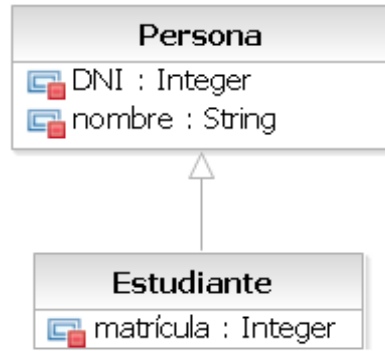 Persona
DNI : Integer
nombre : String
Estudiante
matrícula : Integer